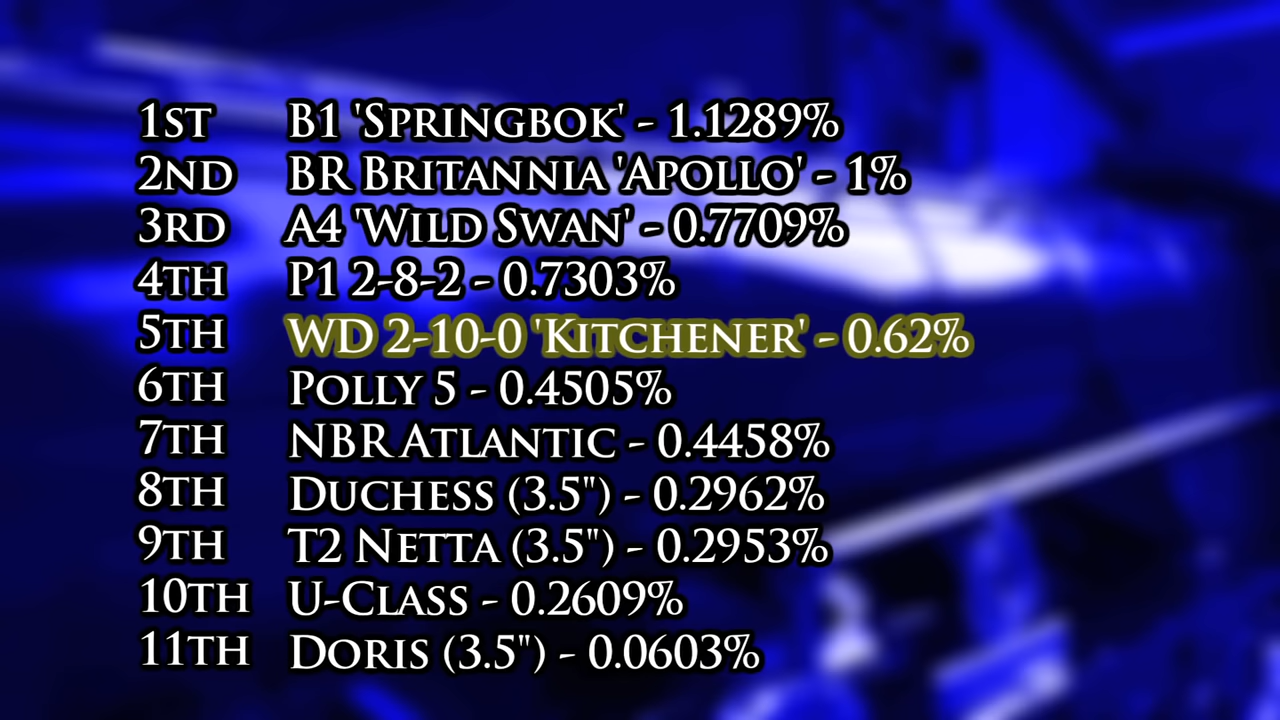 1st B1 'Springbok' - 1.1289%
2nd BR Britannia 'Apollo' - 1%
3rd A4 'Wild Swan' - 0.7709%
4th P1 2-8-2 - 0.7303%
5th WD 2-10-0 'Kitchener' - 0.62%
6th Polly 5 - 0.4505%
7th NBR Atlantic - 0.4458%
8th Duchess (3.5") - 0.2962%
9th T2 Netta (3.5") - 0.2953%
10th U-Class - 0.2609%
11th Doris (3.5") - 0.0603%